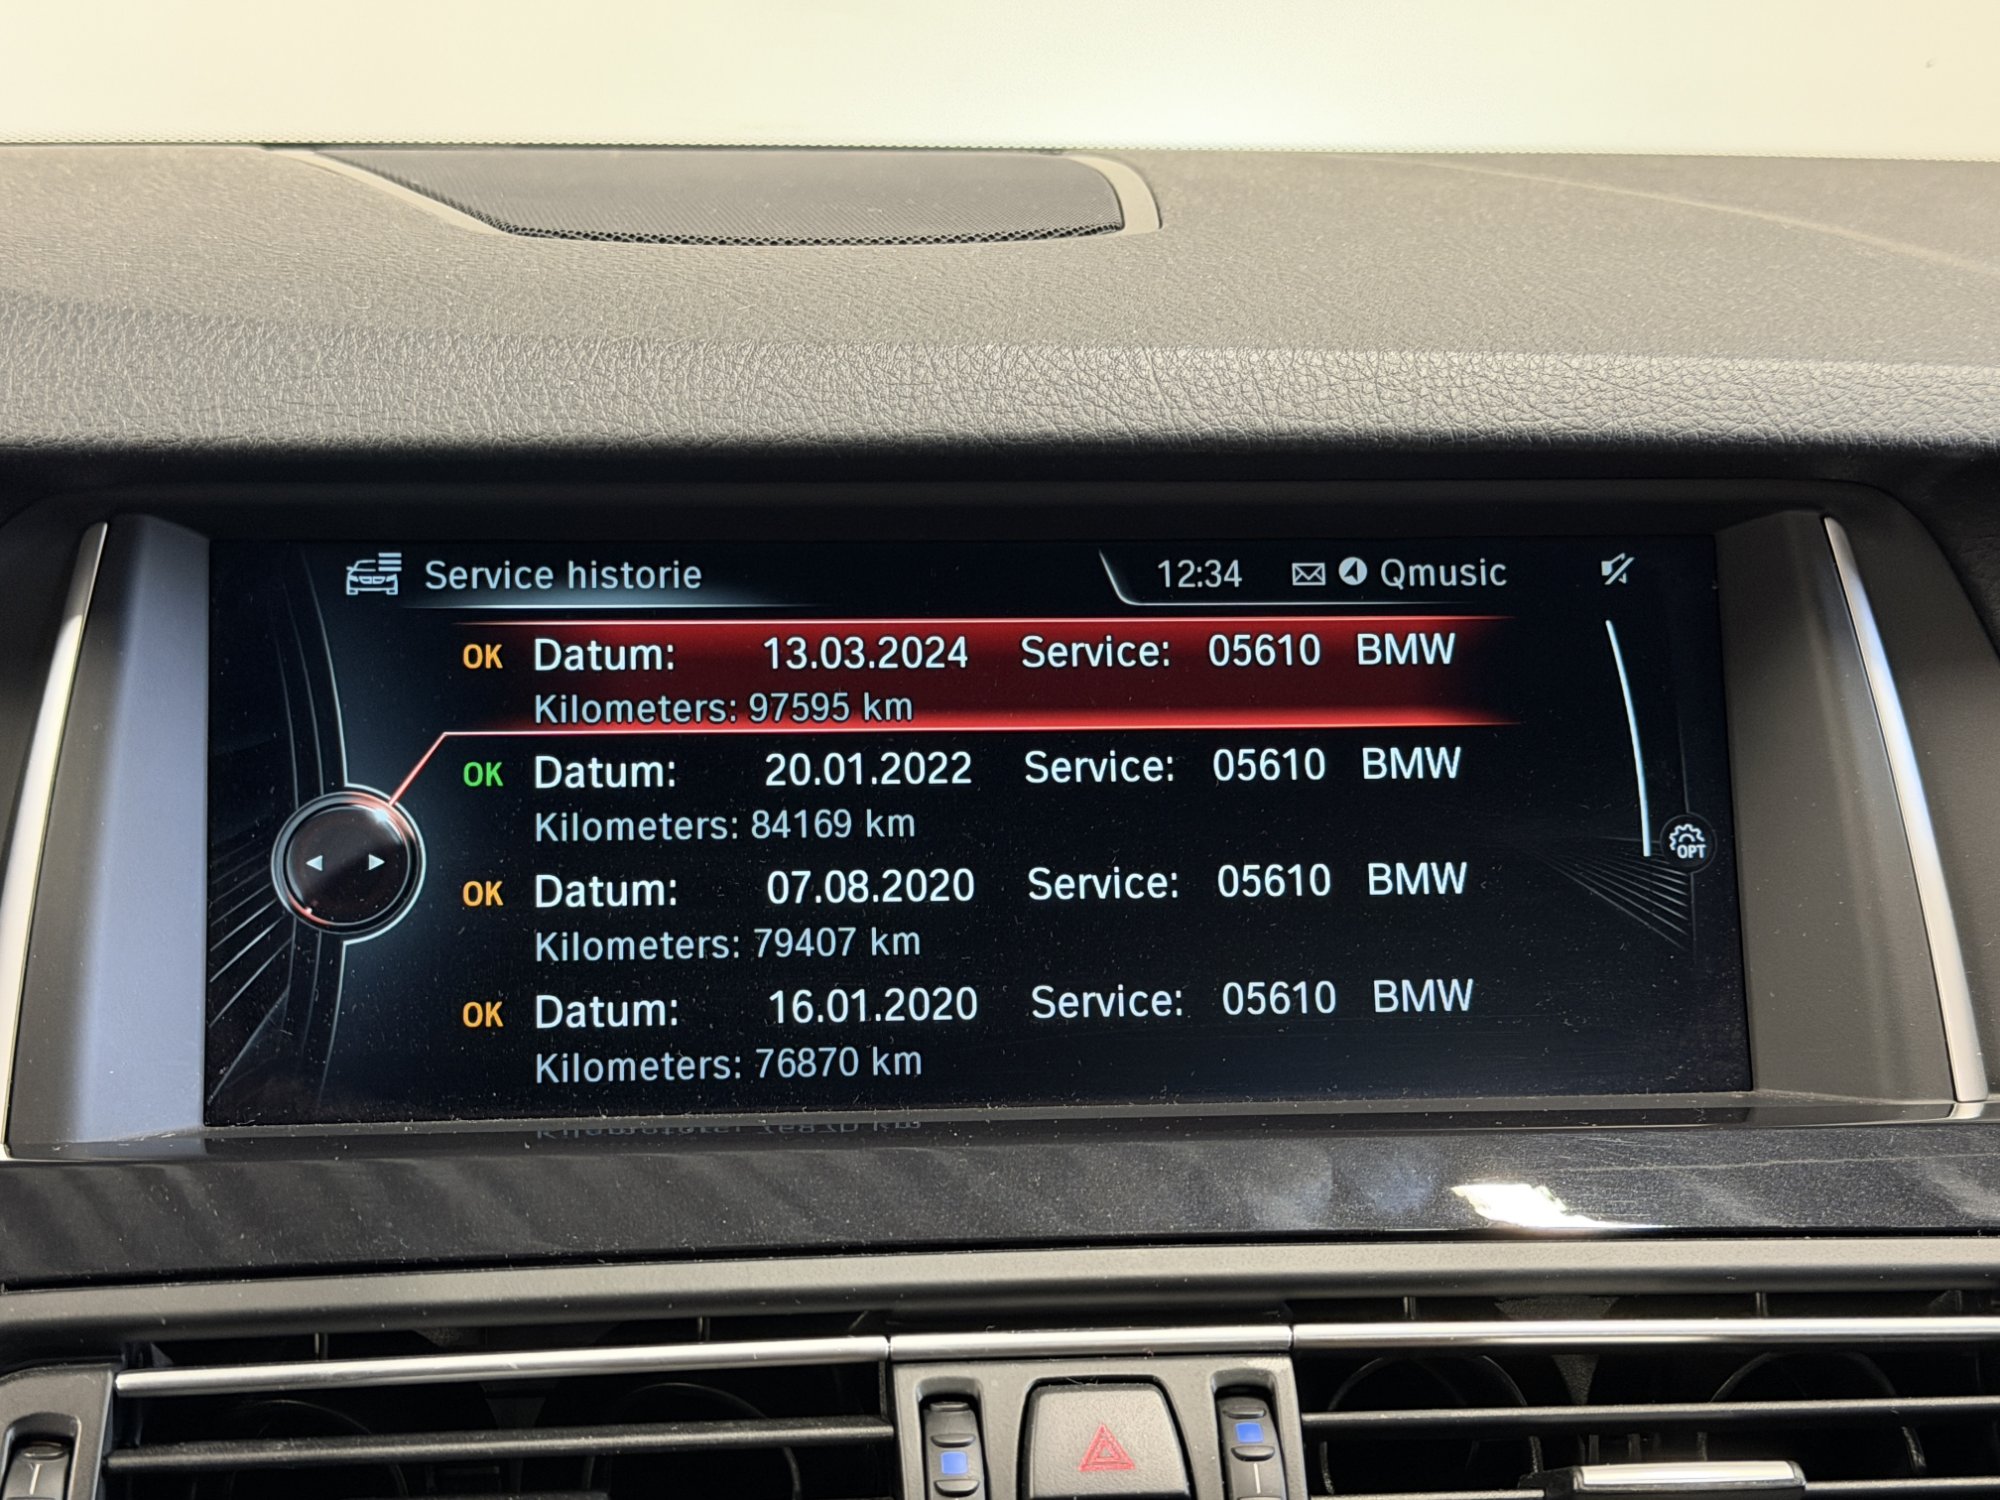 Service historie 12:34 Qmusic
OK Datum: 13.03.2024 Service: 05610 BMW
Kilometers: 97595 km
OK Datum: 20.01.2022 Service: 05610 BMW
Kilometers: 84169 km
OK Datum: 07.08.2020 Service: 05610 BMW
OPT
Kilometers: 79407 km
OK Datum: 16.01.2020 Service: 05610 BMW
Kilometers: 76870 km